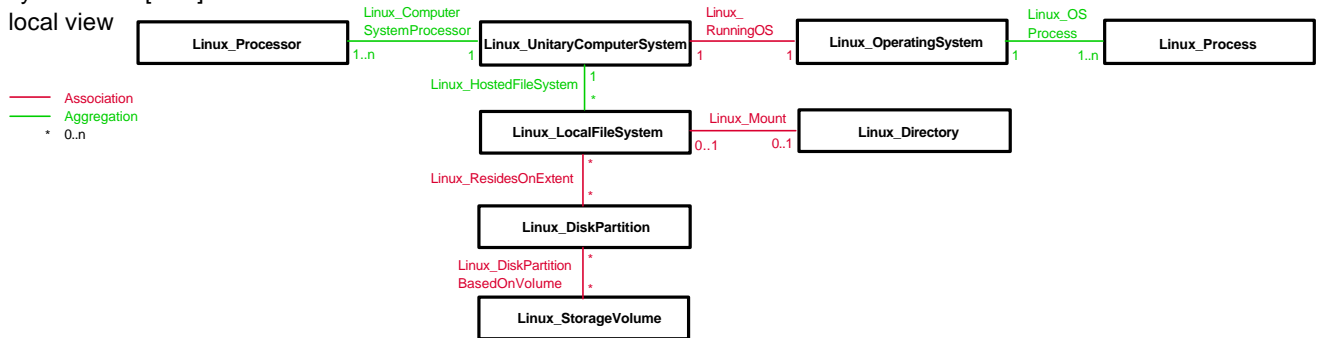 local view
Linux_Computer
SystemProcessor
Linux_
RunningOS
Linux_OS
Process
Linux_Processor
1..n
1
Linux_UnitaryComputerSystem
1
1
Linux_OperatingSystem
1
1..n
Linux_Process
Linux_HostedFileSystem
1
*
Association
Aggregation
* 0..n
Linux_LocalFileSystem
Linux_Mount
0..1
0..1
Linux_Directory
*
Linux_ResidesOnExtent
*
Linux_DiskPartition
*
Linux_DiskPartition
BasedOnVolume
*
Linux_StorageVolume